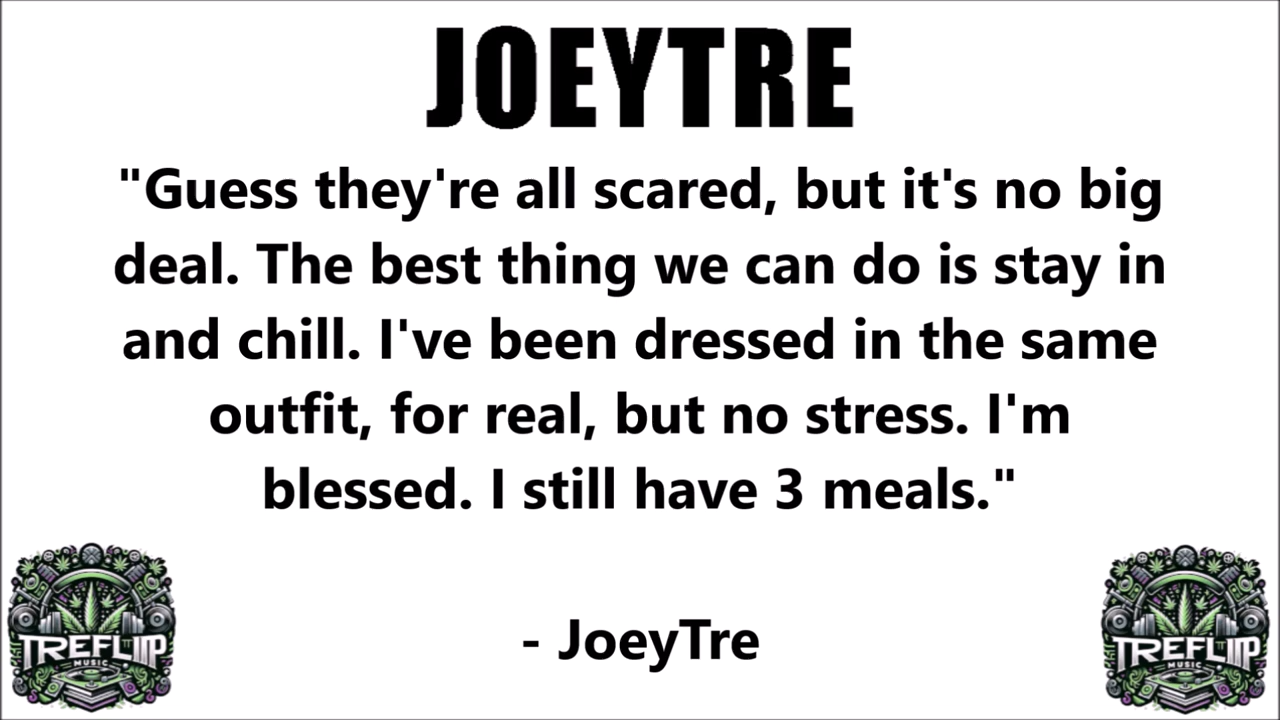 JOEYTRE
"Guess they're all scared, but it's no big
deal. The best thing we can do is stay in
and chill. I've been dressed in the same
outfit, for real, but no stress. I'm
blessed. I still have 3 meals."
- JoeyTre
TREFLIP
MUSIC
TREFLIP
MUSIC